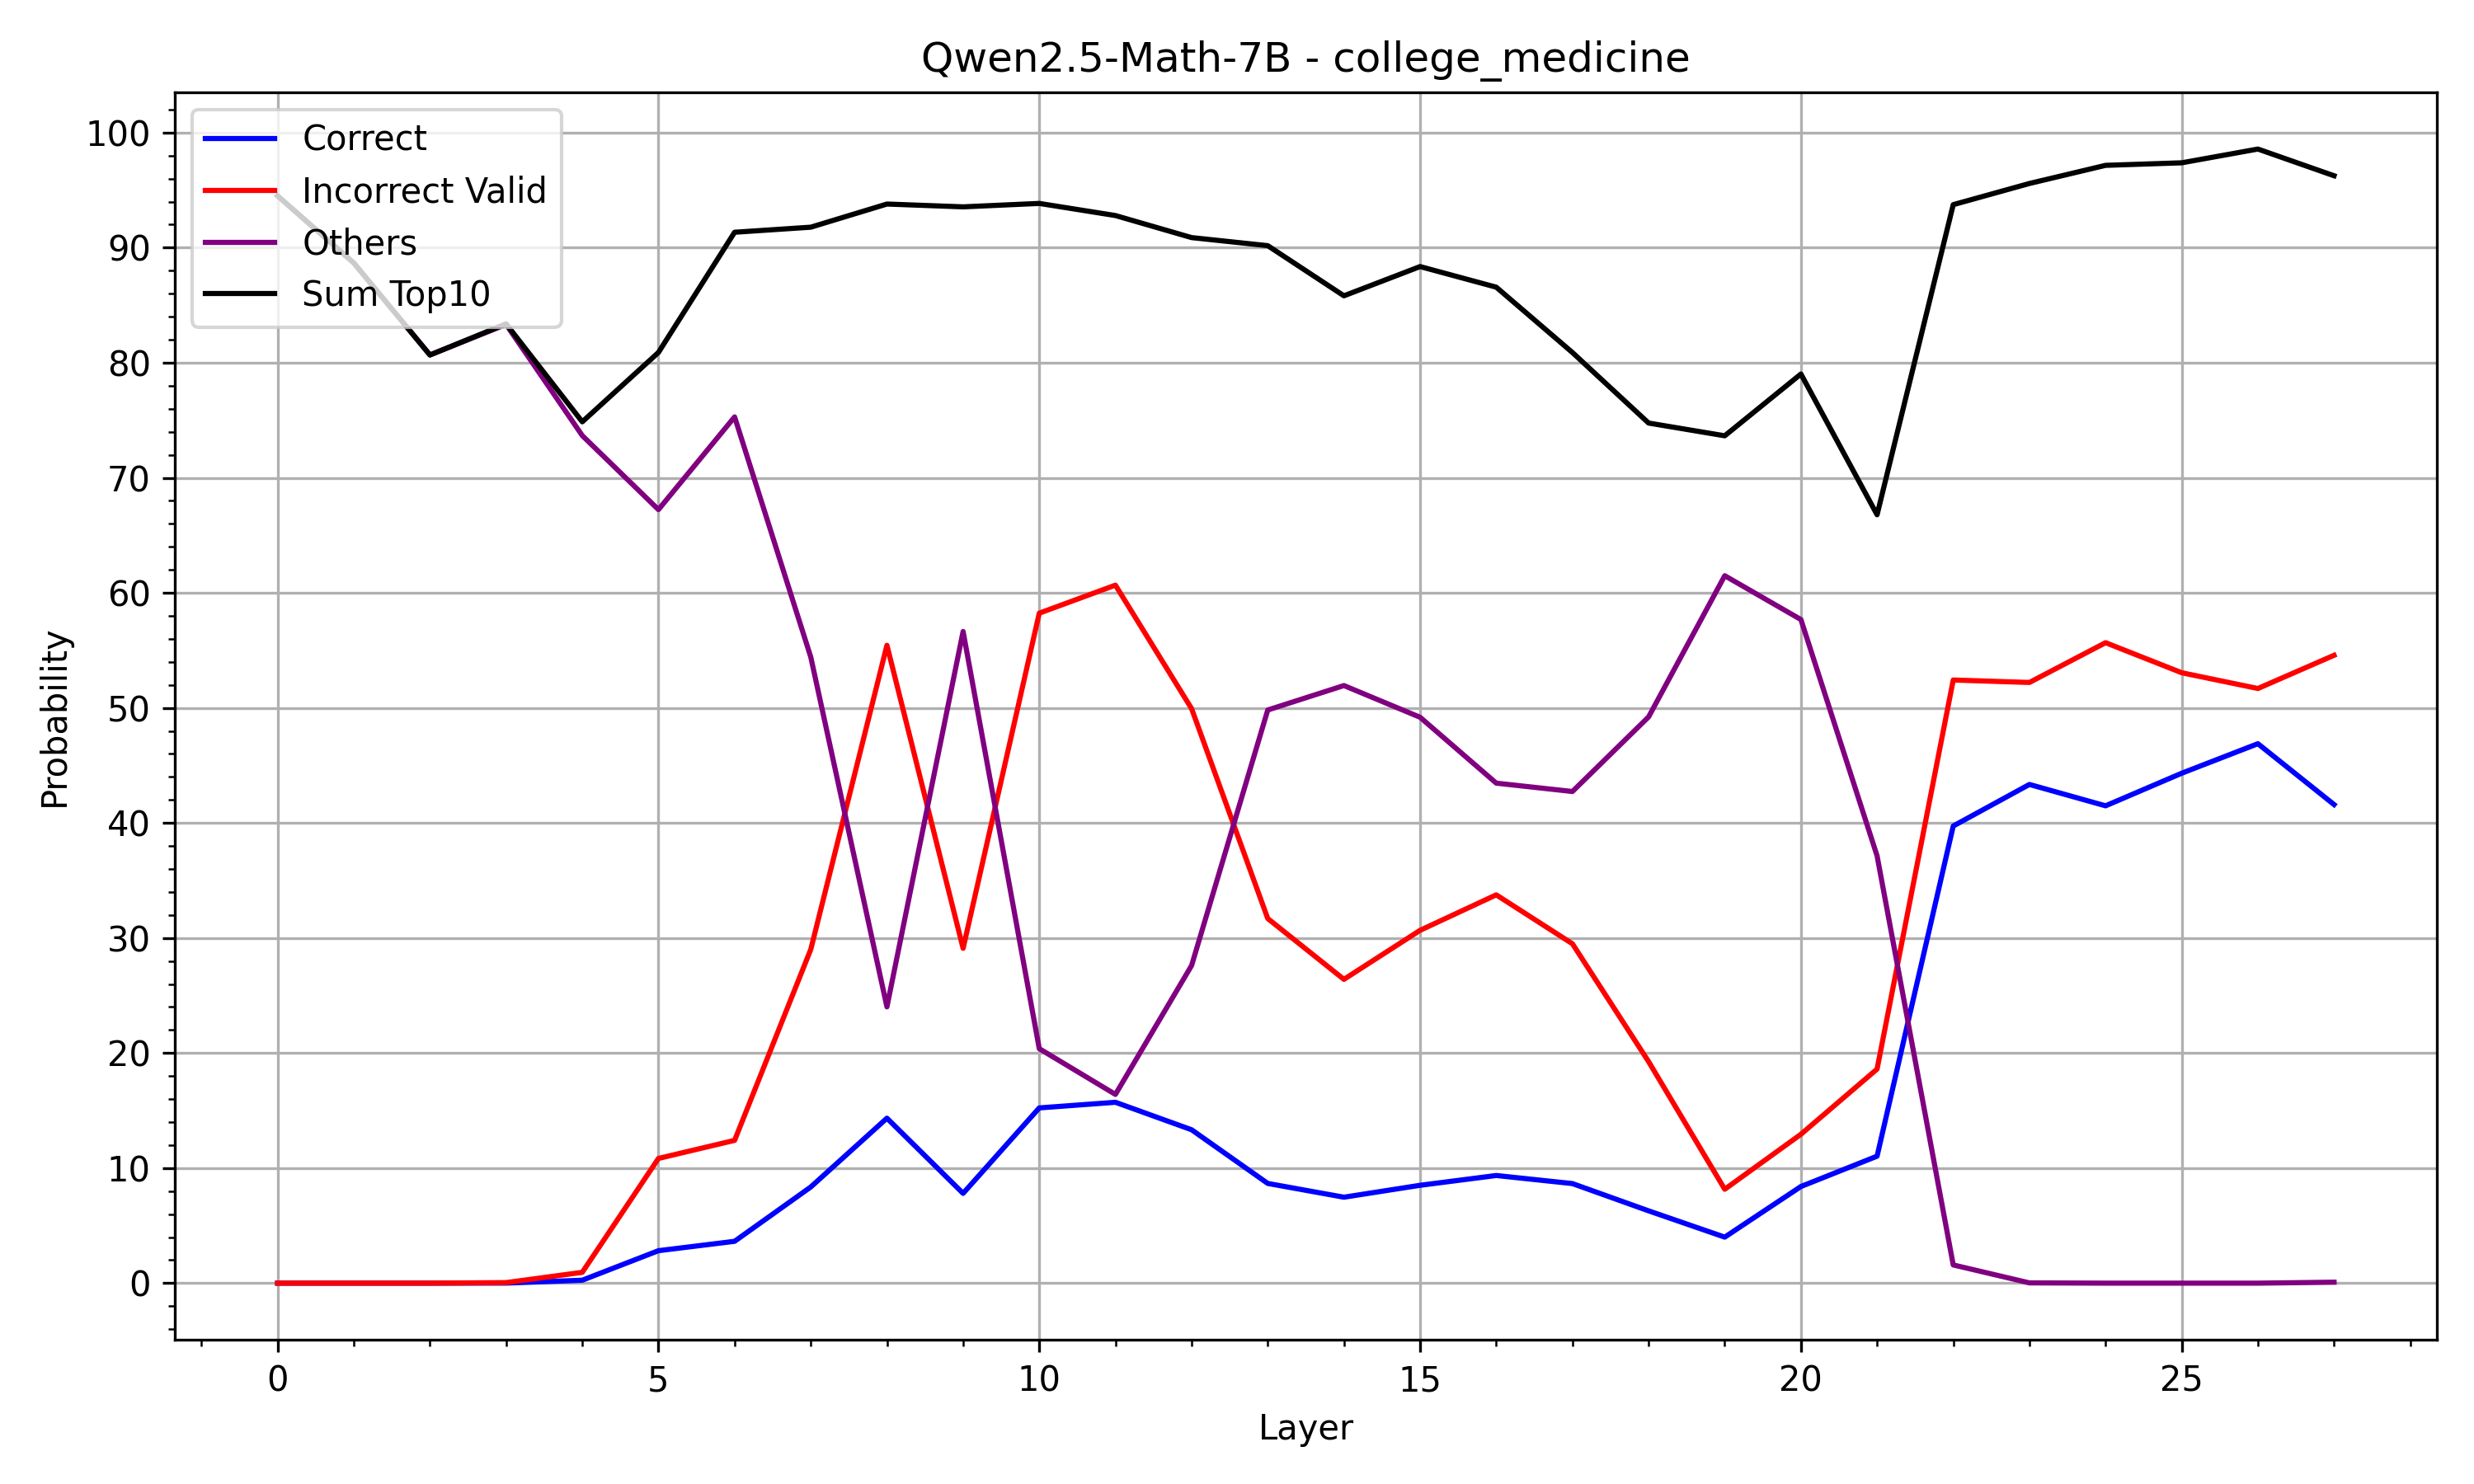 Qwen2.5-Math-7B - college_medicine
Correct
Incorrect Valid
Others
Sum Top10
100
90
80
70
60
50
40
30
20
10
0
Probability
0 5 10 15 20 25
Layer